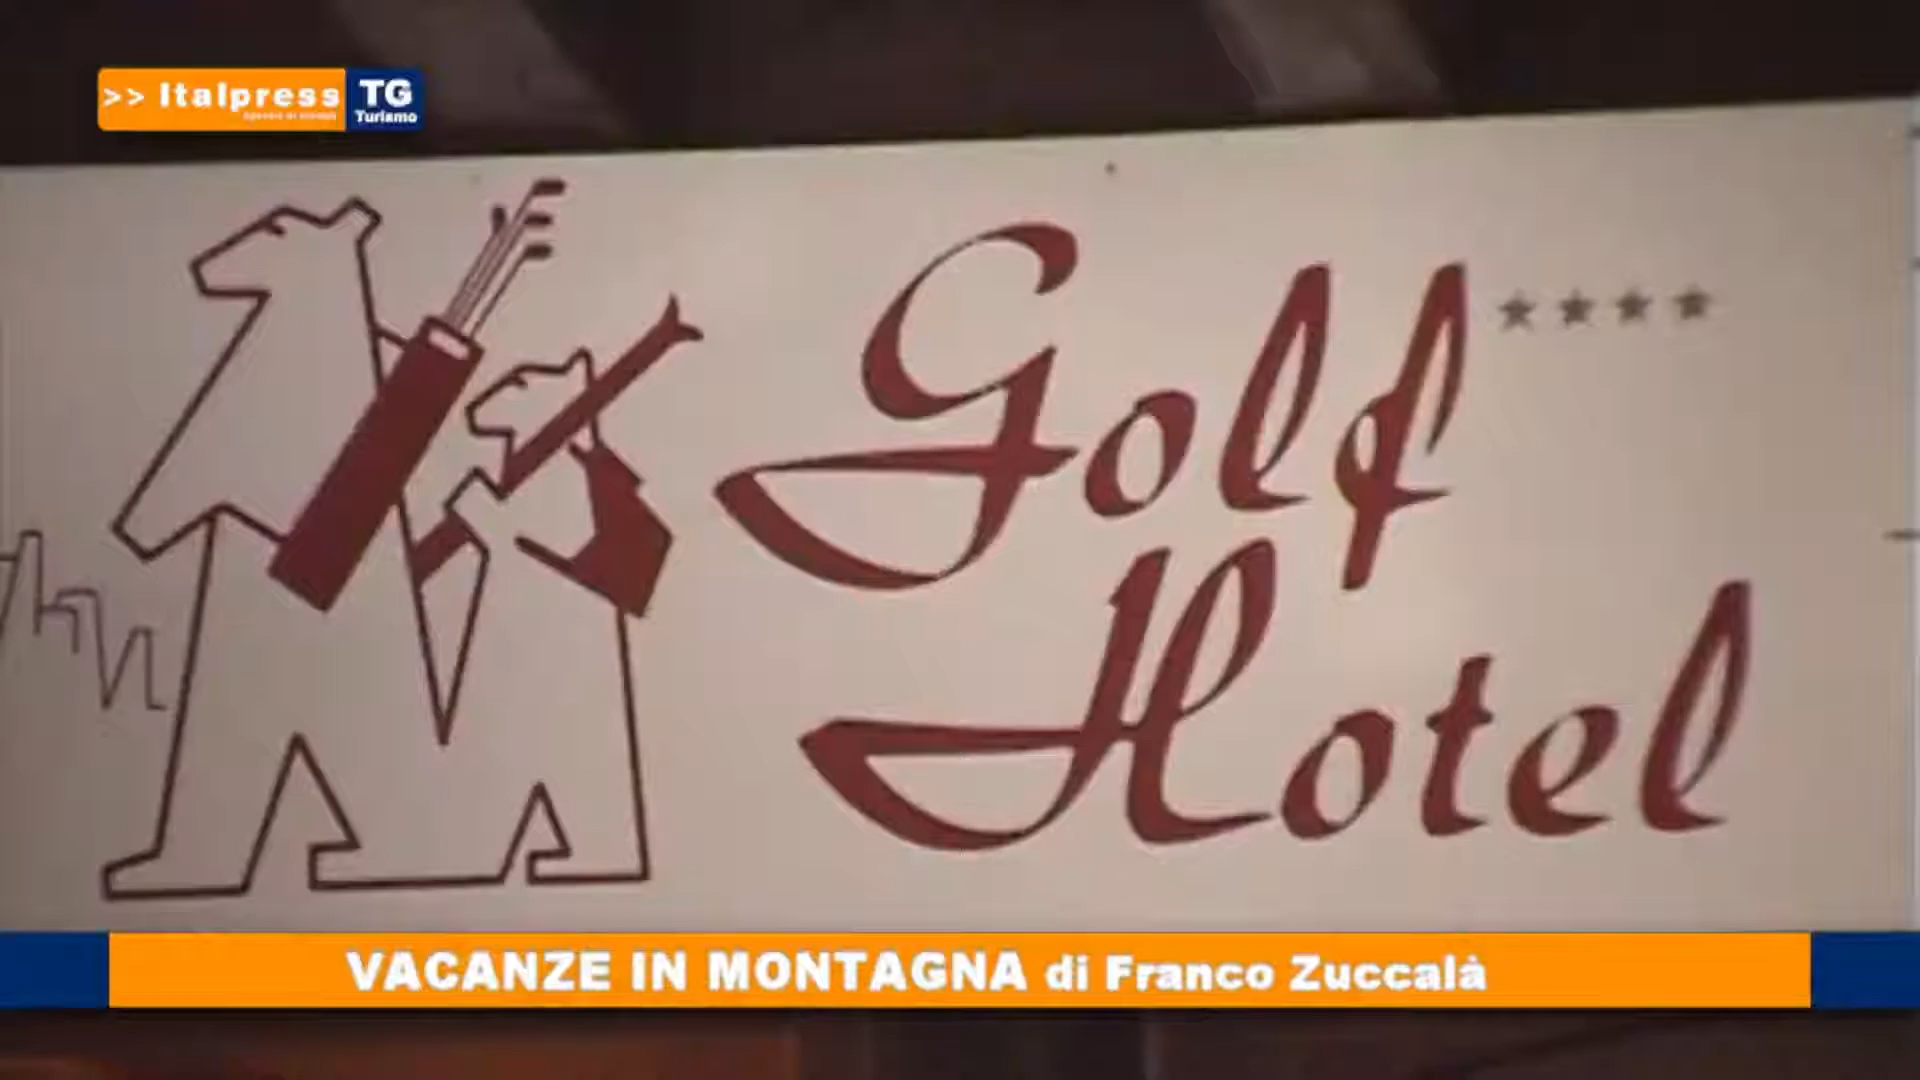 >> Italpress
TG
Turismo
Golf
Hotel
VACANZE IN MONTAGNA di Franco Zuccalà